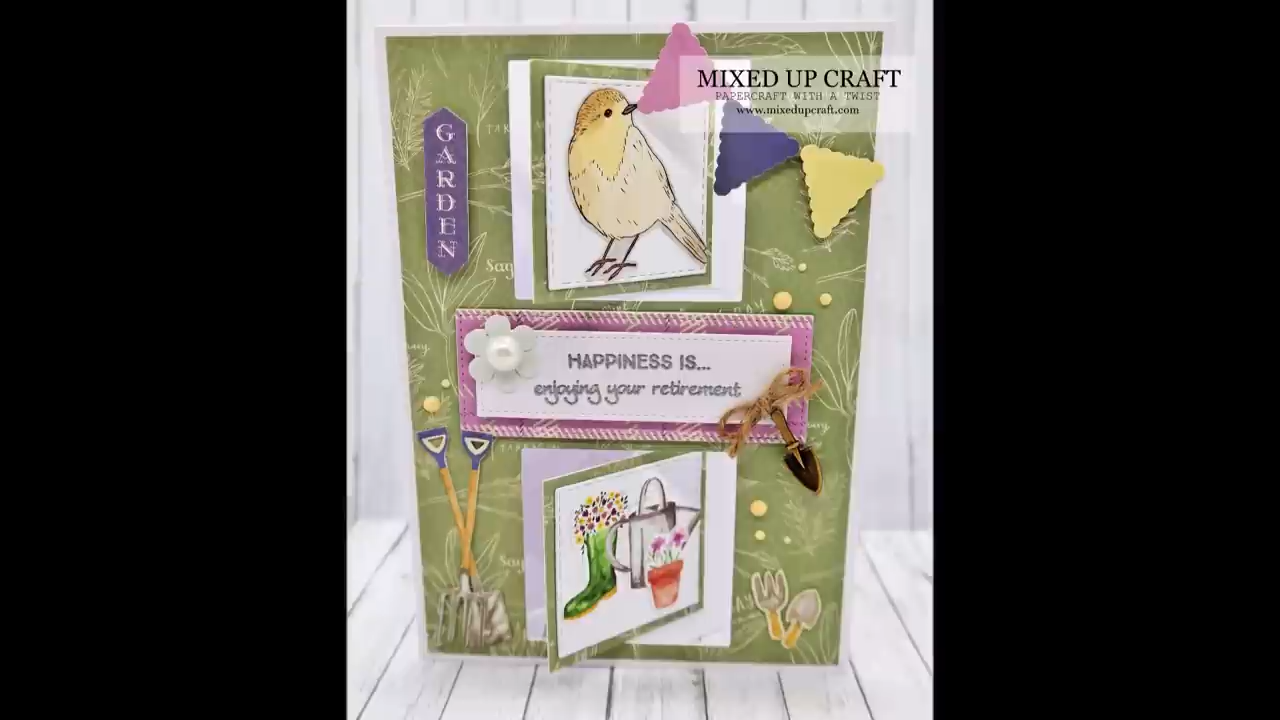 MIXED UP CRAFT
PAPERCRAFT WITH A TWIST
www.mixedupcraft.com
GARDEN
HAPPINESS IS...
enjoying your retirement